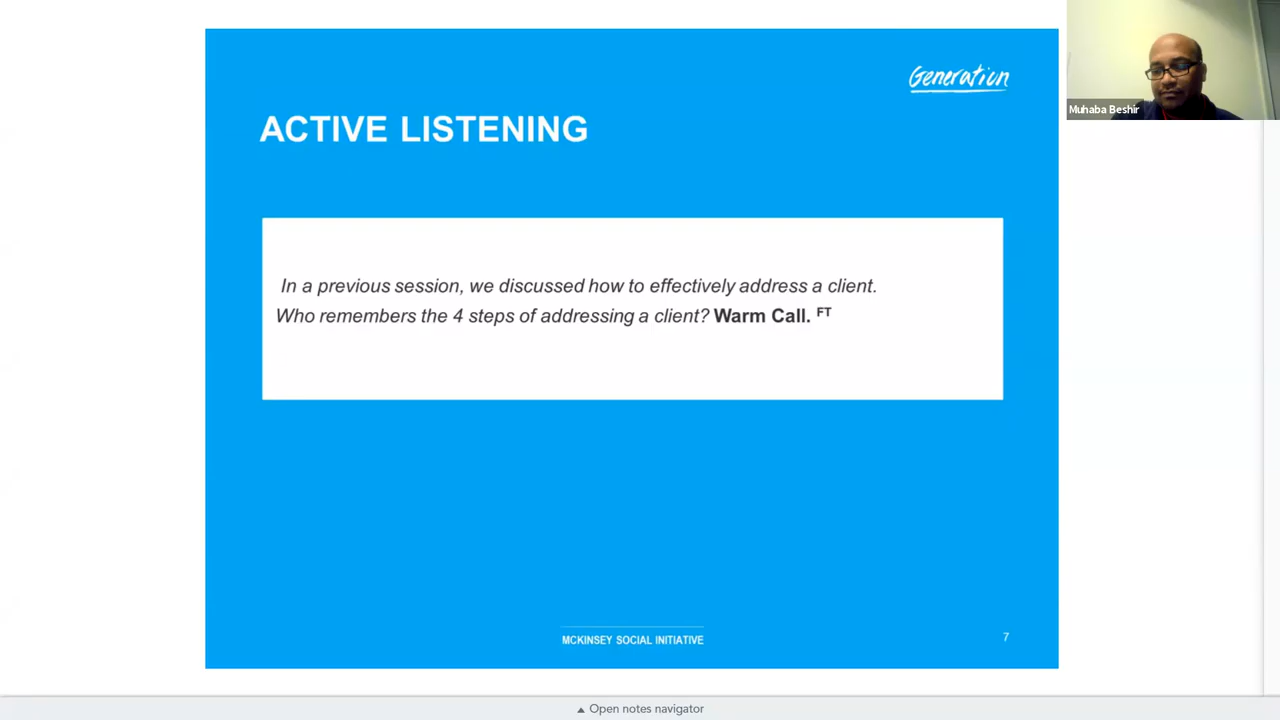 Generation
Muhaba Beshir
ACTIVE LISTENING
In a previous session, we discussed how to effectively address a client.
Who remembers the 4 steps of addressing a client? Warm Call. FT
MCKINSEY SOCIAL INITIATIVE
7
▲ Open notes navigator